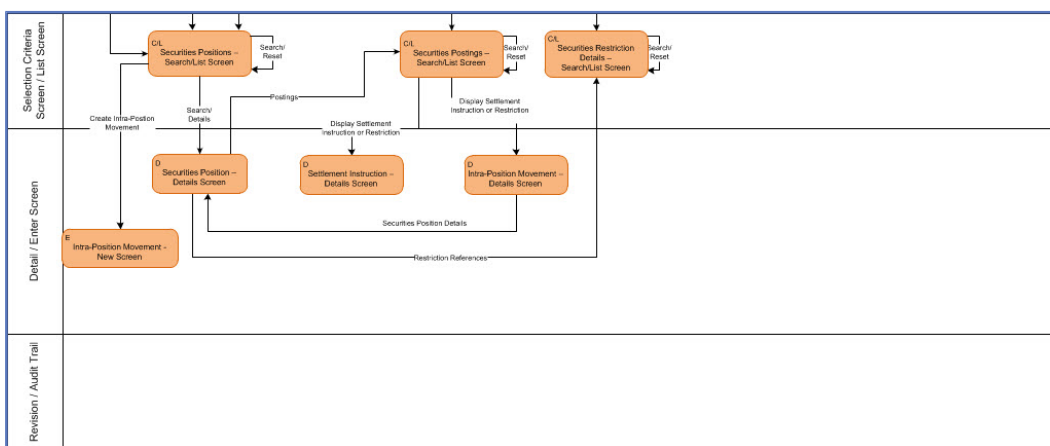 Selection Criteria
Screen / List Screen
C/L
Securities Positions –
Search/List Screen
Search/
Reset
C/L
Securities Postings –
Search/List Screen
Search/
Reset
C/L
Securities Restriction
Details –
Search/List Screen
Search/
Reset
Postings
Search/
Details
Create Intra-Postion
Movement
Display Settlement
Instruction or Restriction
Display Settlement
Instruction or Restriction
Detail / Enter Screen
D
Securities Position –
Details Screen
D
Settlement Instruction –
Details Screen
D
Intra-Position Movement –
Details Screen
Securities Position Details
E
Intra-Position Movement -
New Screen
Restriction References
Revision / Audit Trail